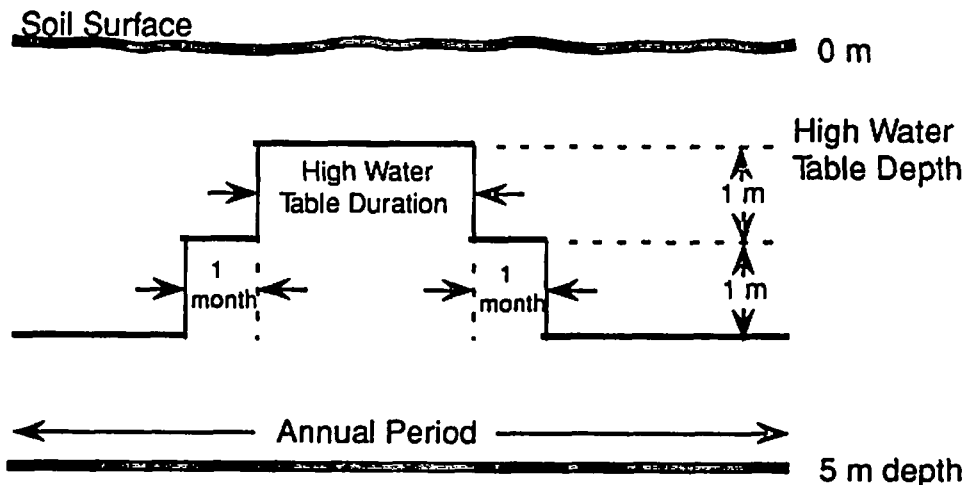 Soil Surface
0 m
High Water
Table Depth
High Water
Table Duration
1 m
1
month
1
month
1 m
Annual Period
5 m depth